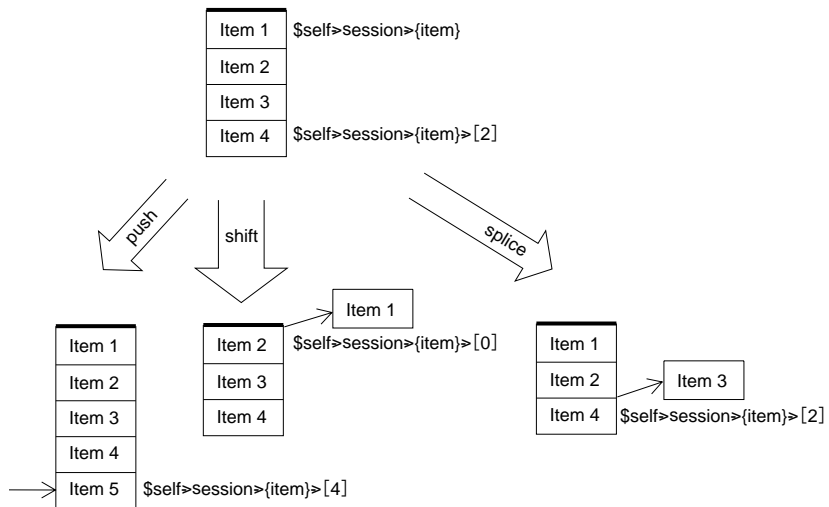 Item 1 $self->session->{item}
Item 2
Item 3
Item 4 $self->session->{item}->[2]
push
shift
splice
Item 1
Item 2
Item 3
Item 4
Item 5 $self->session->{item}->[4]
Item 1
Item 2 $self->session->{item}->[0]
Item 3
Item 4
Item 1
Item 2
Item 3
Item 4 $self->session->{item}->[2]